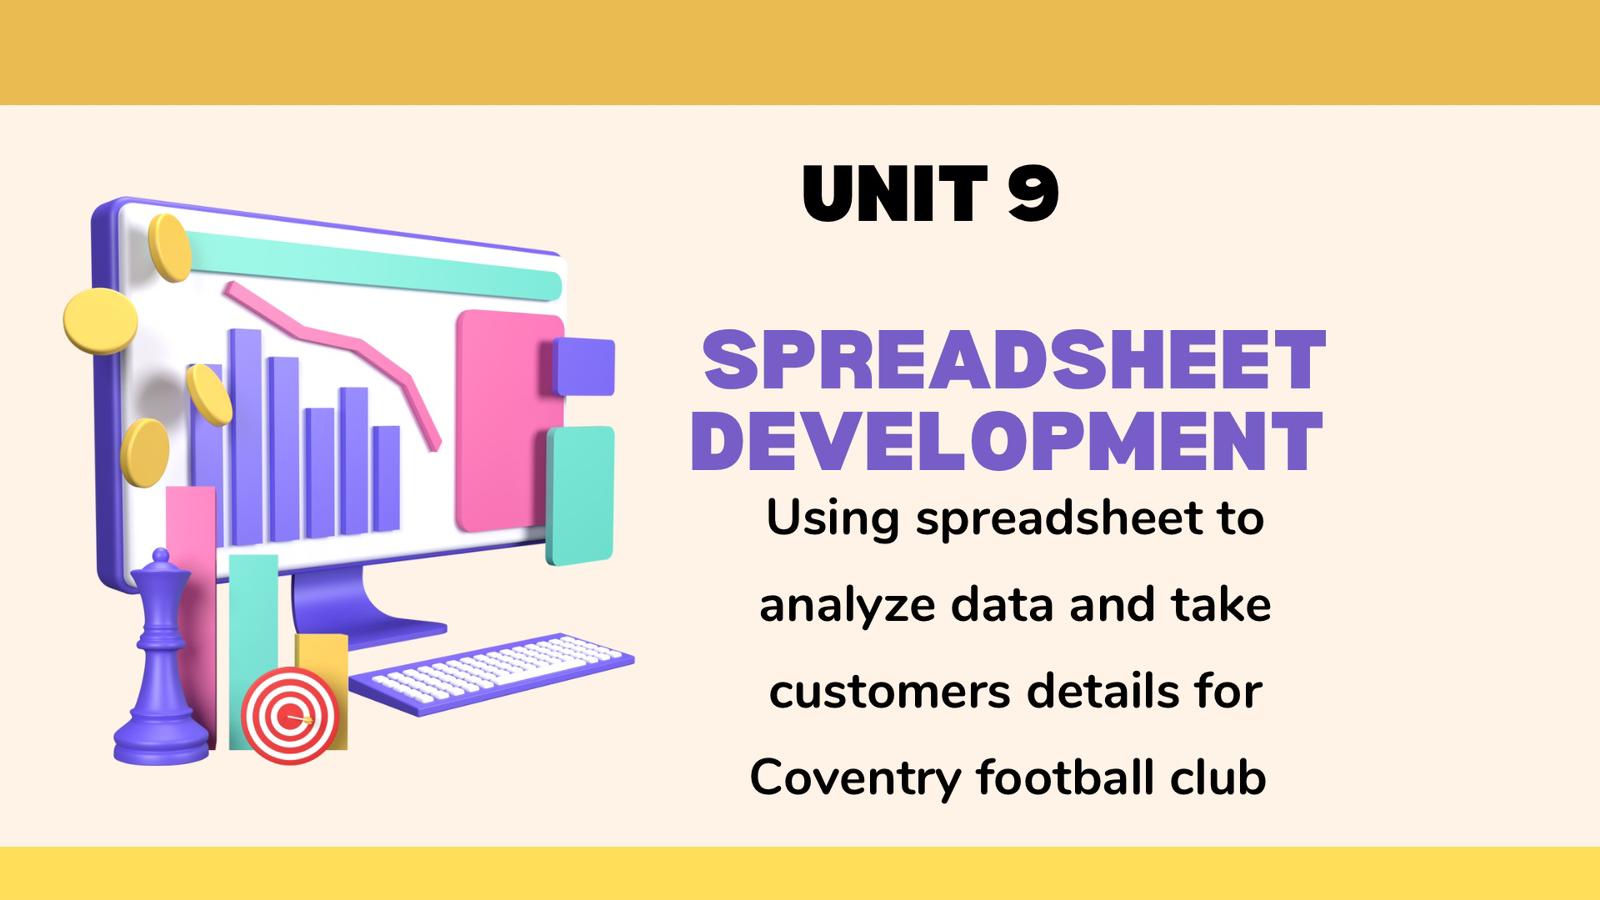 UNIT 9
SPREADSHEET
DEVELOPMENT
Using spreadsheet to
analyze data and take
customers details for
Coventry football club